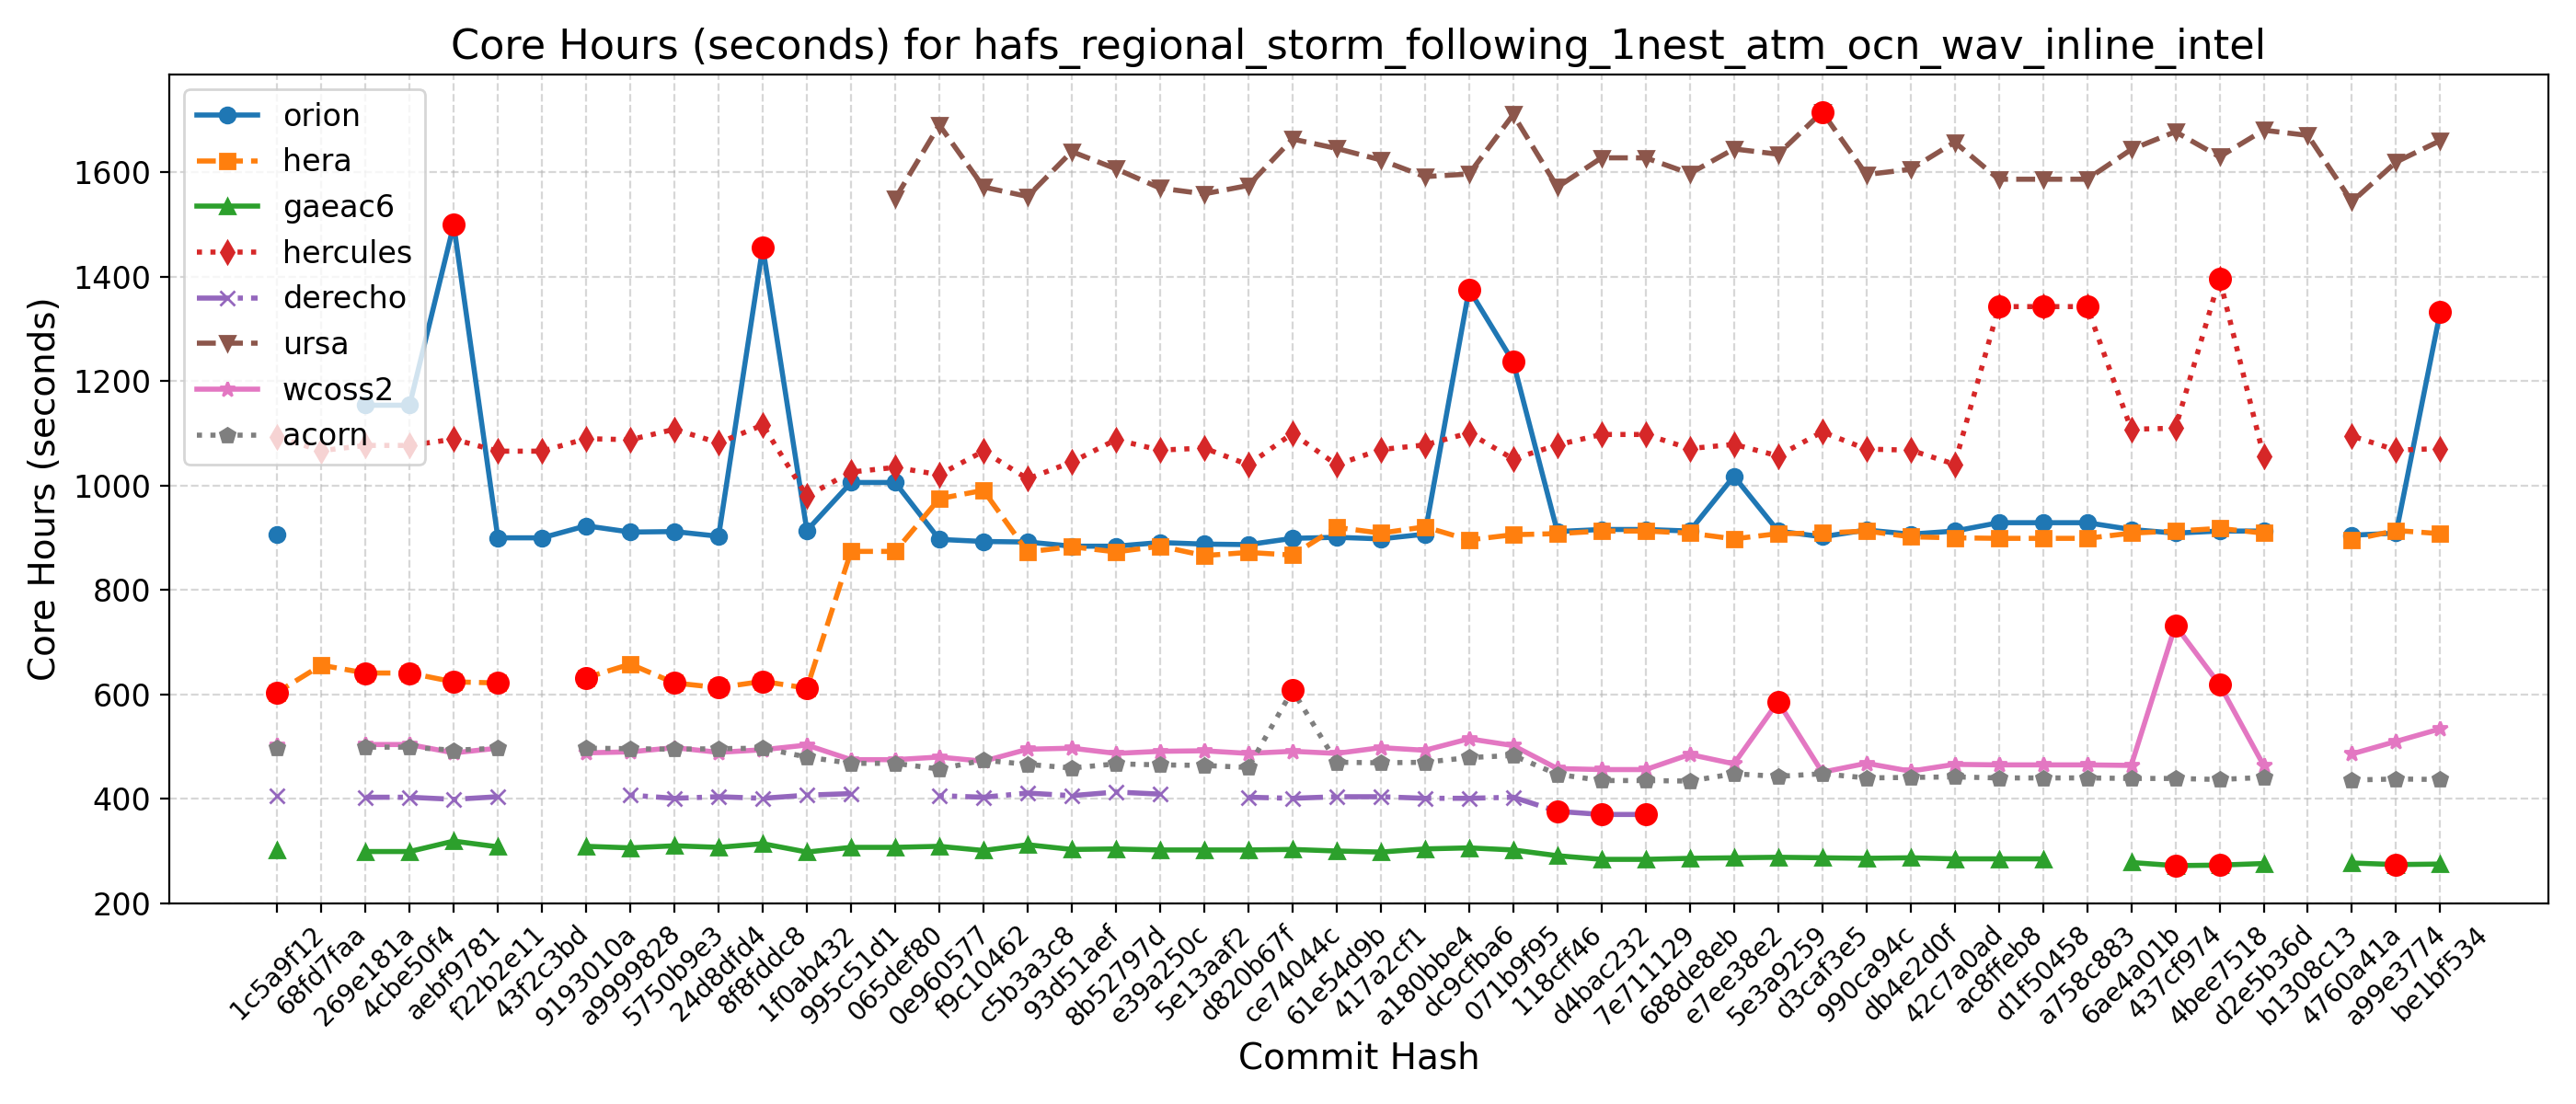 Core Hours (seconds) for hafs_regional_storm_following_1nest_atm_ocn_wav_inline_intel
orion
hera
gaeac6
hercules
derecho
ursa
wcoss2
acorn
Core Hours (seconds)
1600
1400
1200
1000
800
600
400
200
1c5a9f12
68fd7faa
269e181a
4cbe50f4
aebf9781
f22b2e11
43f2c3bd
9193010a
a9999828
5750b9e3
24d8dfd4
8f8fddc8
1f0ab432
995c51d1
065def80
0e960577
f9c10462
c5b3a3c8
93d51aef
8b52797d
e39a250c
5e13aaf2
d820b67f
ce74044c
61e54d9b
417a2cf1
a180bbe4
dc9cfba6
071b9f95
118cff46
d4bac232
7e711129
688de8eb
e7ee38e2
5e3a9259
d3caf3e5
990ca94c
db4e2d0f
42c7a0ad
ac8ffeb8
d1f50458
a758c883
6ae4a01b
437cf974
4bee7518
d2e5b36d
b1308c13
4760a41a
a99e3774
be1bf534
Commit Hash